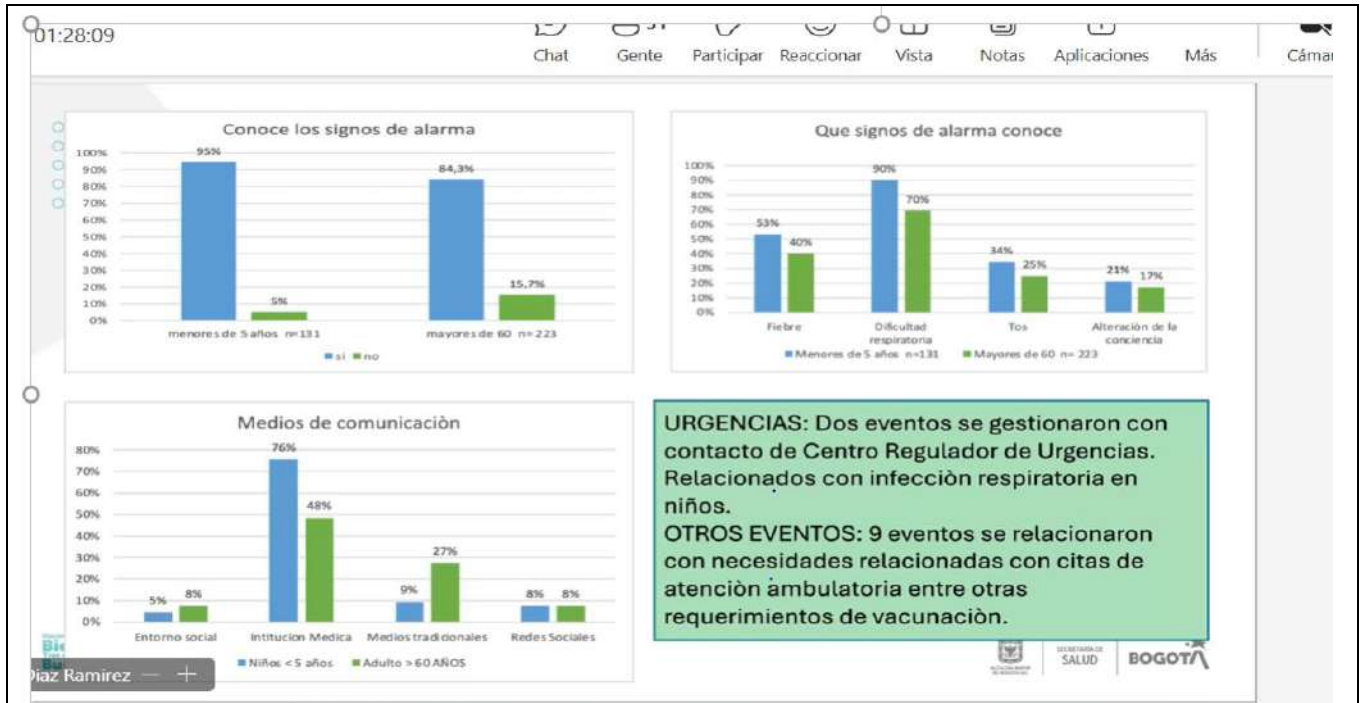 01:28:09
Chat Gente Participar Reaccionar Vista Notas Aplicaciones Más
Conoce los signos de alarma
100%
90%
80%
70%
60%
50%
40%
30%
20%
10%
0%
95%
5%
84,3%
15,7%
menores de 5 años n=131
mayores de 60 n= 223
si no
Que signos de alarma conoce
100%
90%
80%
70%
60%
50%
40%
30%
20%
10%
0%
53%
40%
90%
70%
34%
25%
21%
17%
Fiebre
Dificultad
respiratoria
Tos
Alteraciòn de la
conciencia
Menores de 5 años n=131 Mayores de 60 n= 223
Medios de comunicaciòn
80%
70%
60%
50%
40%
30%
20%
10%
0%
5%
8%
76%
48%
9%
27%
8%
8%
Entorno social
Intitucion Medica
Medios tradicionales
Redes Sociales
Niños < 5 años Adulto > 60 AÑOS
URGENCIAS: Dos eventos se gestionaron con
contacto de Centro Regulador de Urgencias.
Relacionados con infecciòn respiratoria en
niños.
OTROS EVENTOS: 9 eventos se relacionaron
con necesidades relacionadas con citas de
atenciòn ambulatoria entre otras
requerimientos de vacunaciòn.
Diaz Ramirez
SALUD
BOGOTÁ